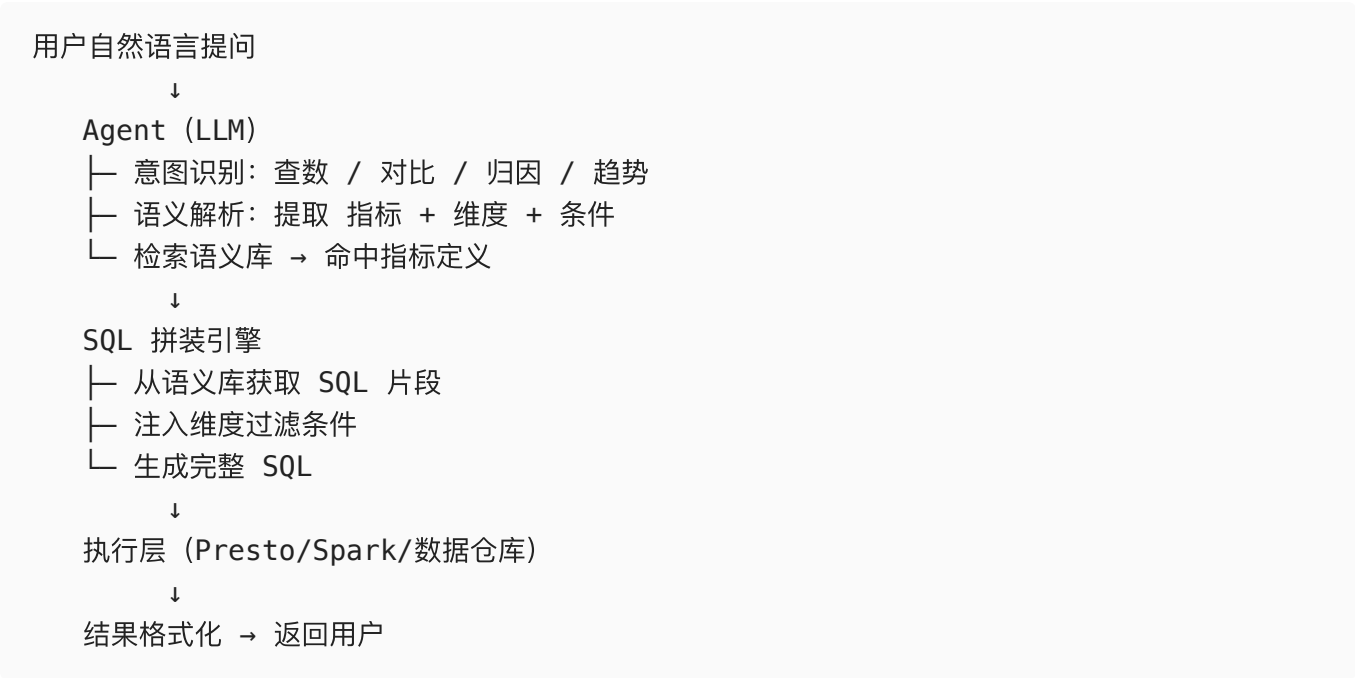 用户自然语言提问
↓
Agent（LLM）
├─ 意图识别：查数 / 对比 / 归因 / 趋势
├─ 语义解析：提取 指标 + 维度 + 条件
└─ 检索语义库 → 命中指标定义
↓
SQL 拼装引擎
├─ 从语义库获取 SQL 片段
├─ 注入维度过滤条件
└─ 生成完整 SQL
↓
执行层（Presto/Spark/数据仓库）
↓
结果格式化 → 返回用户